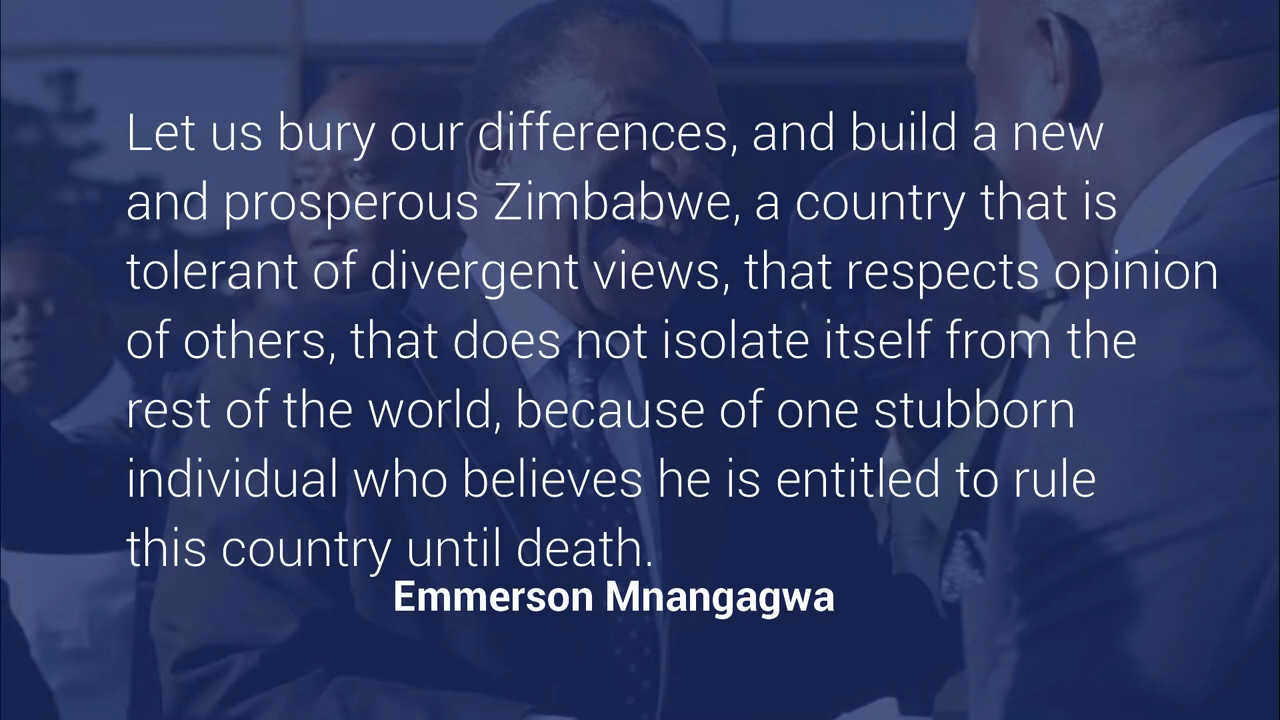 Let us bury our differences, and build a new
and prosperous Zimbabwe, a country that is
tolerant of divergent views, that respects opinion
of others, that does not isolate itself from the
rest of the world, because of one stubborn
individual who believes he is entitled to rule
this country until death.
Emmerson Mnangagwa